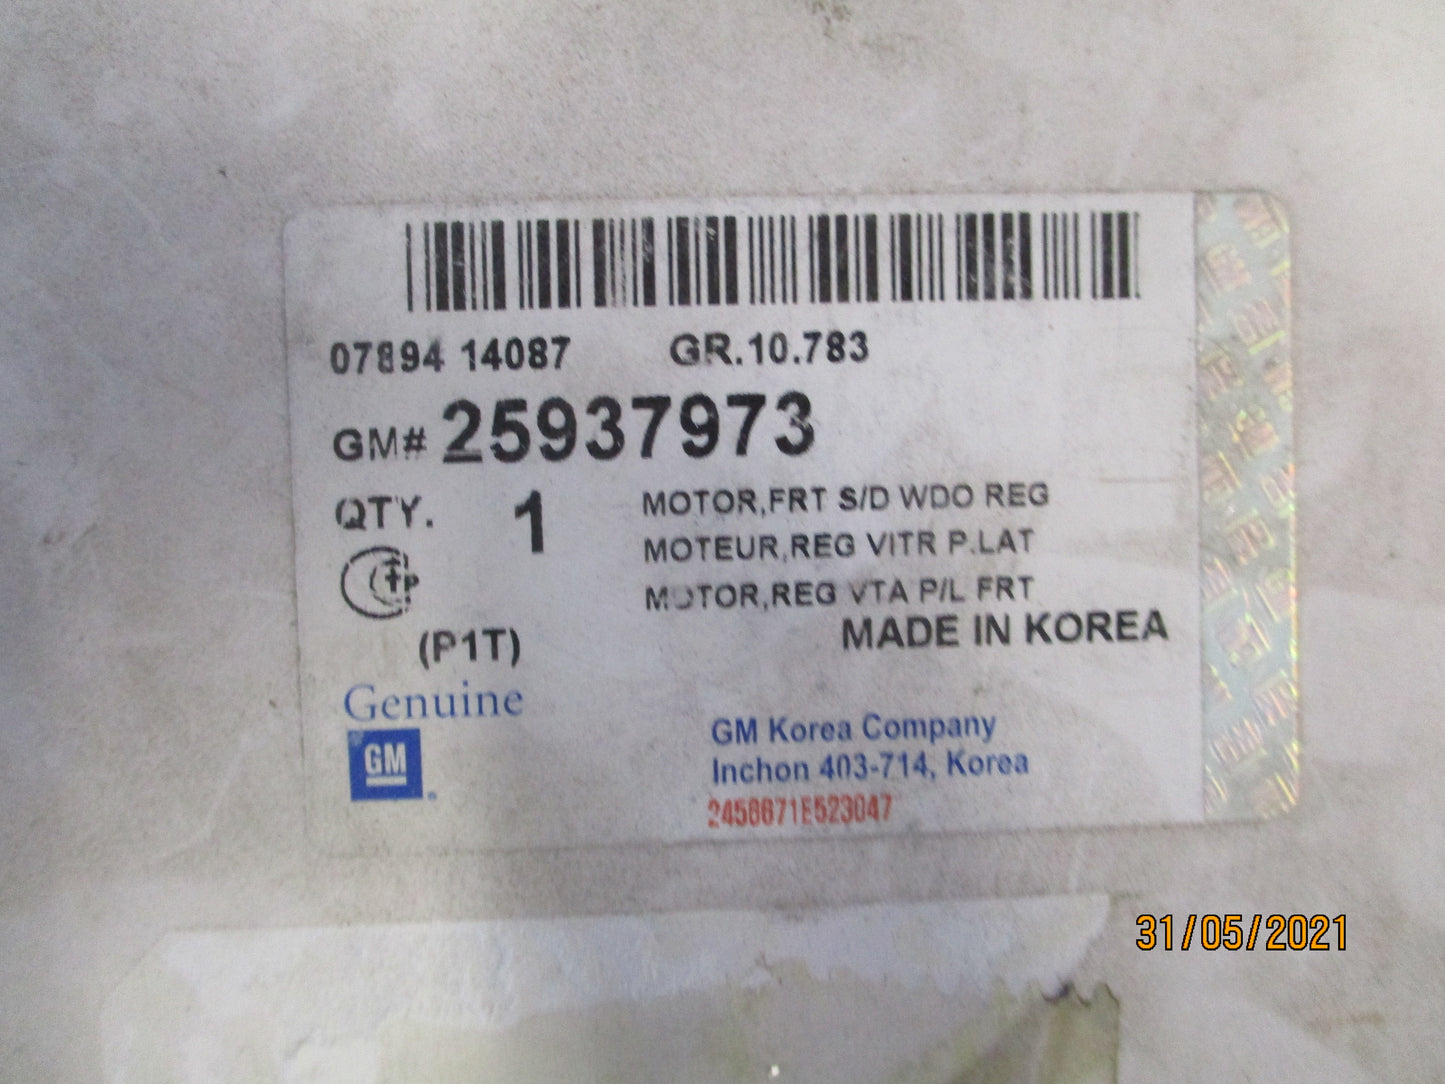 07894 14087 GR.10.783
GM# 25937973
QTY. 1
MOTOR,FRT S/D WDO REG
MOTEUR,REG VITR P.LAT
MOTOR,REG VTA P/L FRT
MADE IN KOREA
(P1T)
Genuine
GM
GM Korea Company
Inchon 403-714, Korea
31/05/2021